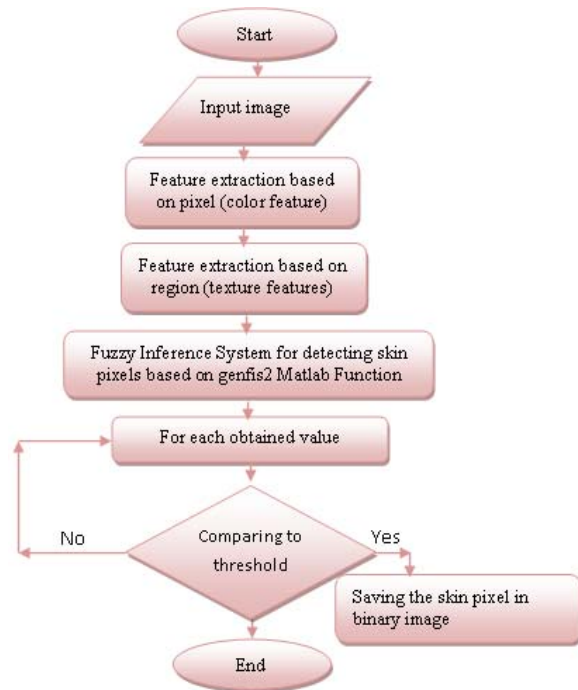 Start
Input image
Feature extraction based
on pixel (color feature)
Feature extraction based on
region (texture features)
Fuzzy Inference System for detecting skin
pixels based on genfis2 Matlab Function
For each obtained value
No
Comparing to
threshold
Yes
Saving the skin pixel in
binary image
End